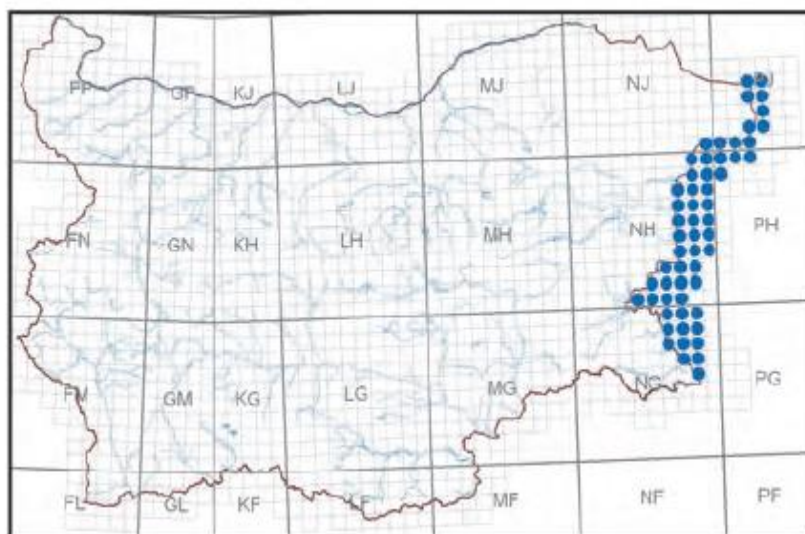 FP GP KJ LJ MJ NJ
FN GN KH LH MH NH PH
FM GM KG LG MG NG PG
FL GL KF LF MF NF PF